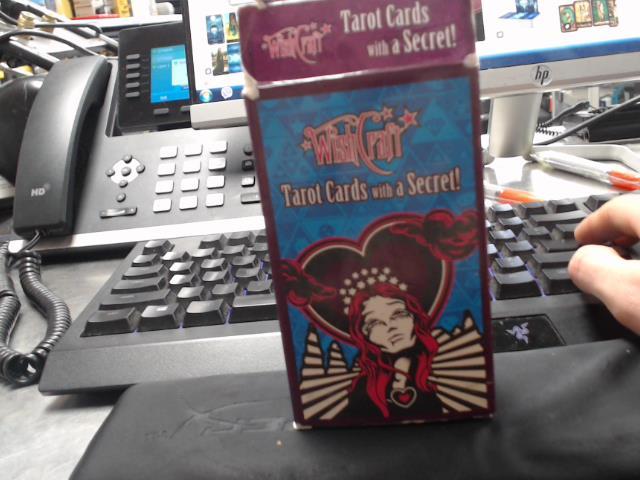 WishCraft
Tarot Cards
with a Secret!
WishCraft
Tarot Cards with a Secret!
hp
HD